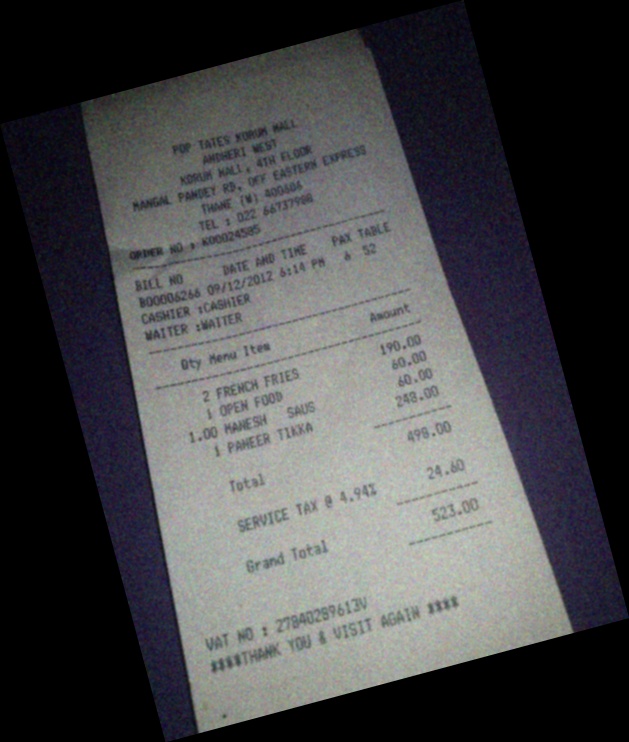 POP TATES KORUM MALL
ANDHERI WEST
KORUM MALL, 4TH FLOOR
MANGAL PANDEY RD, OFF EASTERN EXPRESS
THANE (W) 400606
TEL : 022 66737988
ORDER NO : K00024585
BILL NO DATE AND TIME PAX TABLE
B00006266 09/12/2012 6:14 PM 6 52
CASHIER :CASHIER
WAITER :WAITER
Qty Menu Item Amount
2 FRENCH FRIES 190.00
1 OPEN FOOD 60.00
1.00 MANESH SAUS 60.00
1 PANEER TIKKA 248.00
Total 498.00
SERVICE TAX @ 4.94% 24.60
Grand Total 523.00
VAT NO : 27840289613V
****THANK YOU & VISIT AGAIN ****